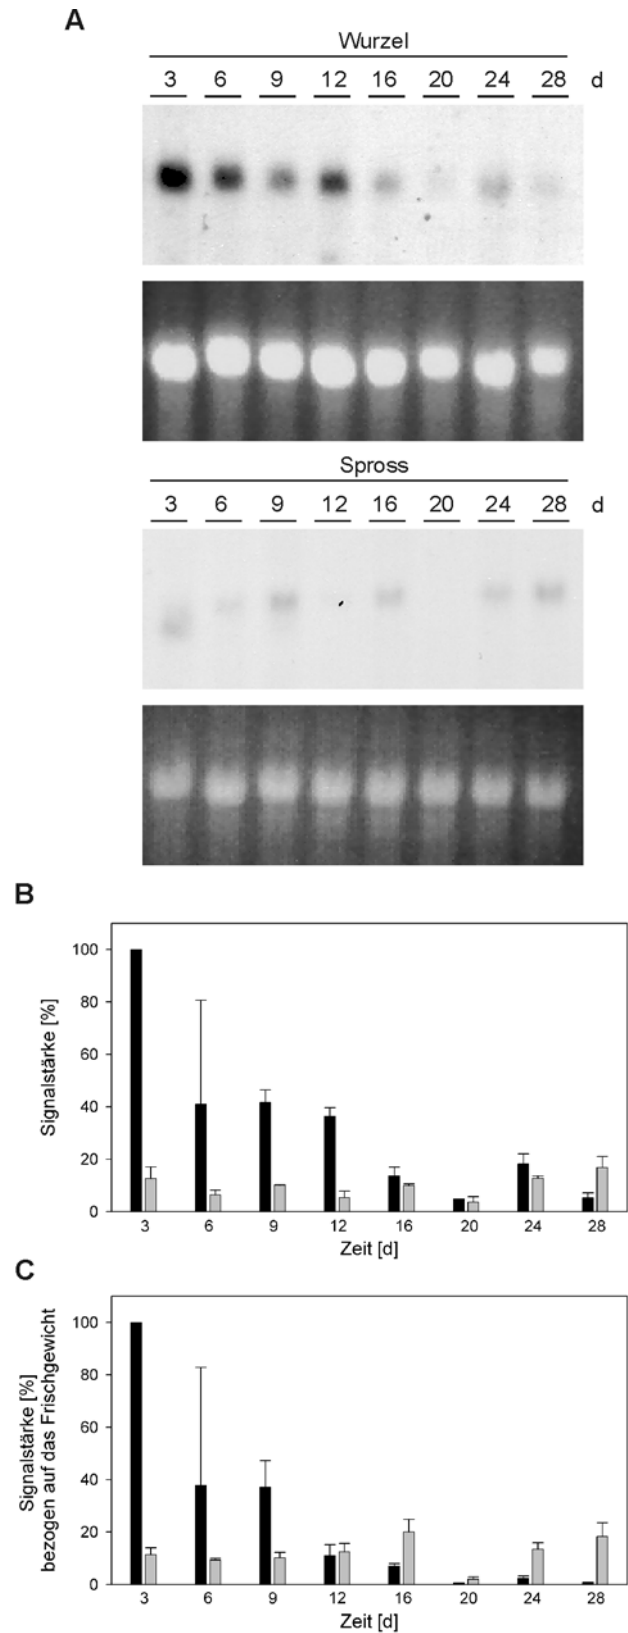 A
Wurzel
3 6 9 12 16 20 24 28 d
Spross
3 6 9 12 16 20 24 28 d
B
Signalstärke [%]
100
80
60
40
20
0
3 6 9 12 16 20 24 28
Zeit [d]
C
Signalstärke [%]
bezogen auf das Frischgewicht
100
80
60
40
20
0
3 6 9 12 16 20 24 28
Zeit [d]